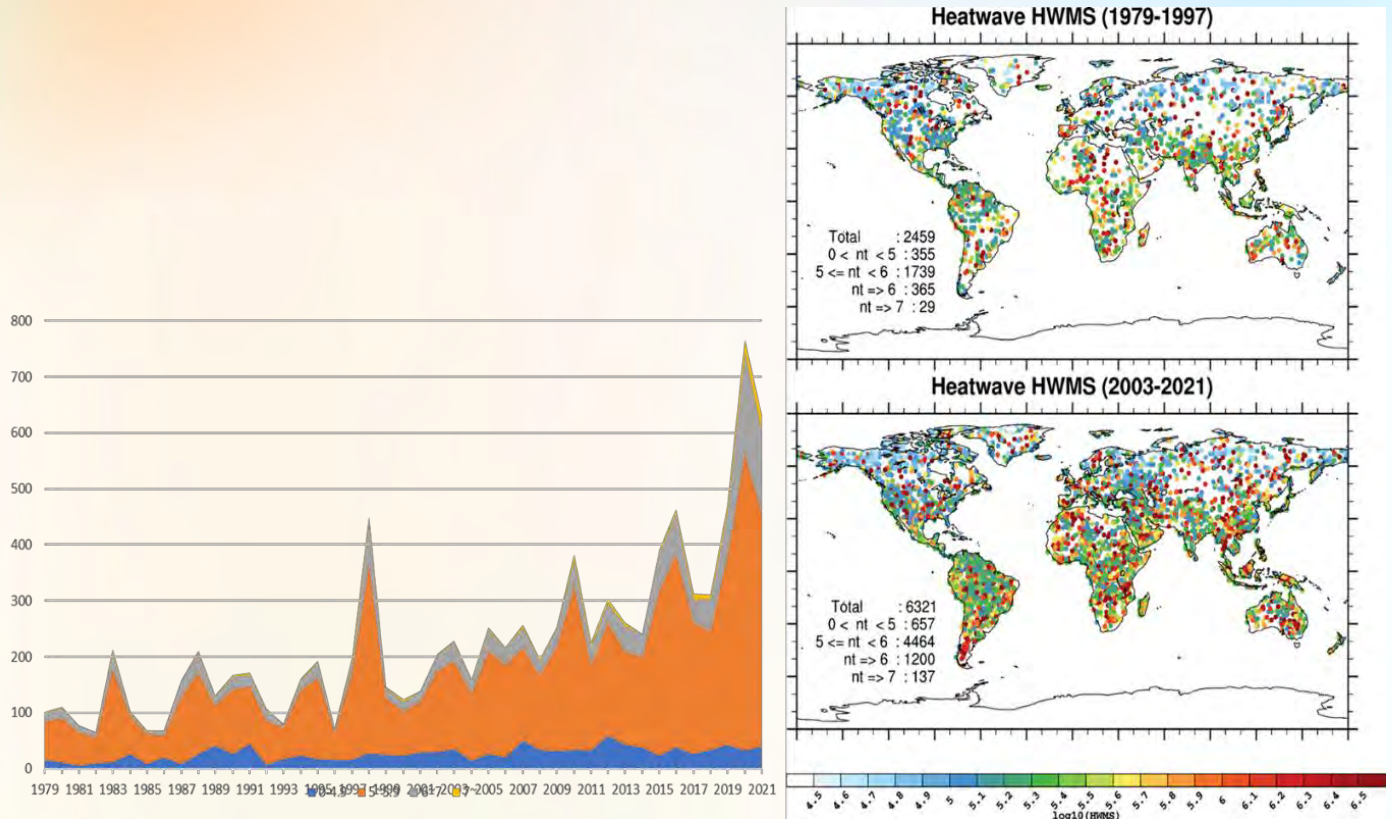 800
700
600
500
400
300
200
100
0
1979 1981 1983 1985 1987 1989 1991 1993 1995 1997 1999 2001 2003 2005 2007 2009 2011 2013 2015 2017 2019 2021
Heatwave HWMS (1979-1997)
Total : 2459
0 < nt < 5 : 355
5 <= nt < 6 : 1739
nt => 6 : 365
nt => 7 : 29
Heatwave HWMS (2003-2021)
Total : 6321
0 < nt < 5 : 657
5 <= nt < 6 : 4464
nt => 6 : 1200
nt => 7 : 137
4.5 4.6 4.7 4.8 4.9 5 5.1 5.2 5.3 5.4 5.5 5.6 5.7 5.8 5.9 6 6.1 6.2 6.3 6.4 6.5
log10(HWMS)